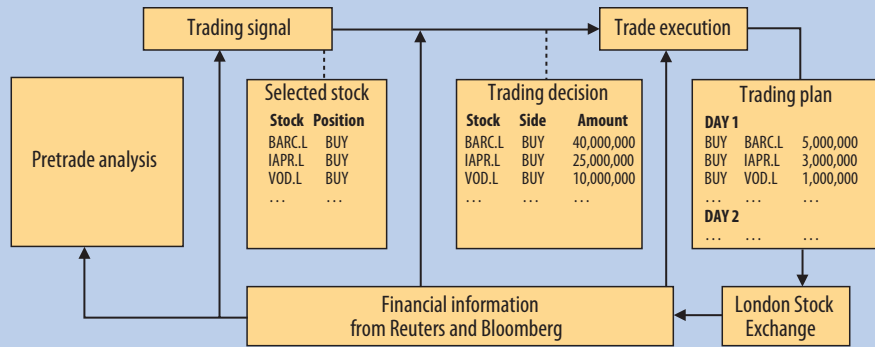 Trading signal
Trade execution
Pretrade analysis
Selected stock
Stock Position
BARC.L BUY
IAPR.L BUY
VOD.L BUY
... ...
Trading decision
Stock Side Amount
BARC.L BUY 40,000,000
IAPR.L BUY 25,000,000
VOD.L BUY 10,000,000
... ... ...
Trading plan
DAY 1
BUY BARC.L 5,000,000
BUY IAPR.L 3,000,000
BUY VOD.L 1,000,000
... ... ...
DAY 2
... ... ...
Financial information
from Reuters and Bloomberg
London Stock
Exchange